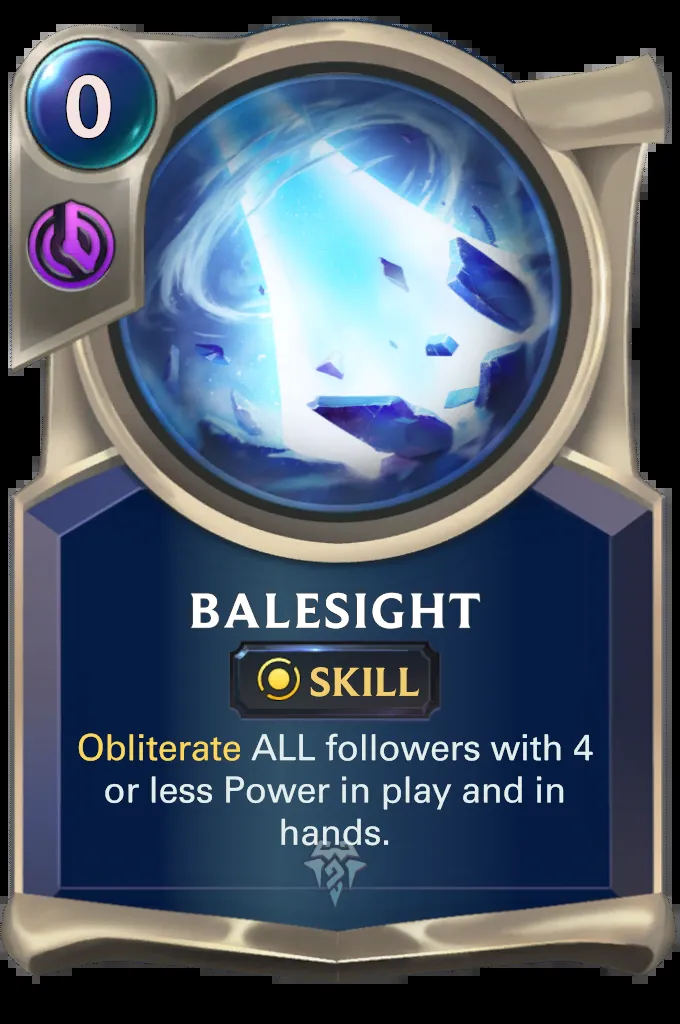 0
BALESIGHT
SKILL
Obliterate ALL followers with 4
or less Power in play and in
hands.